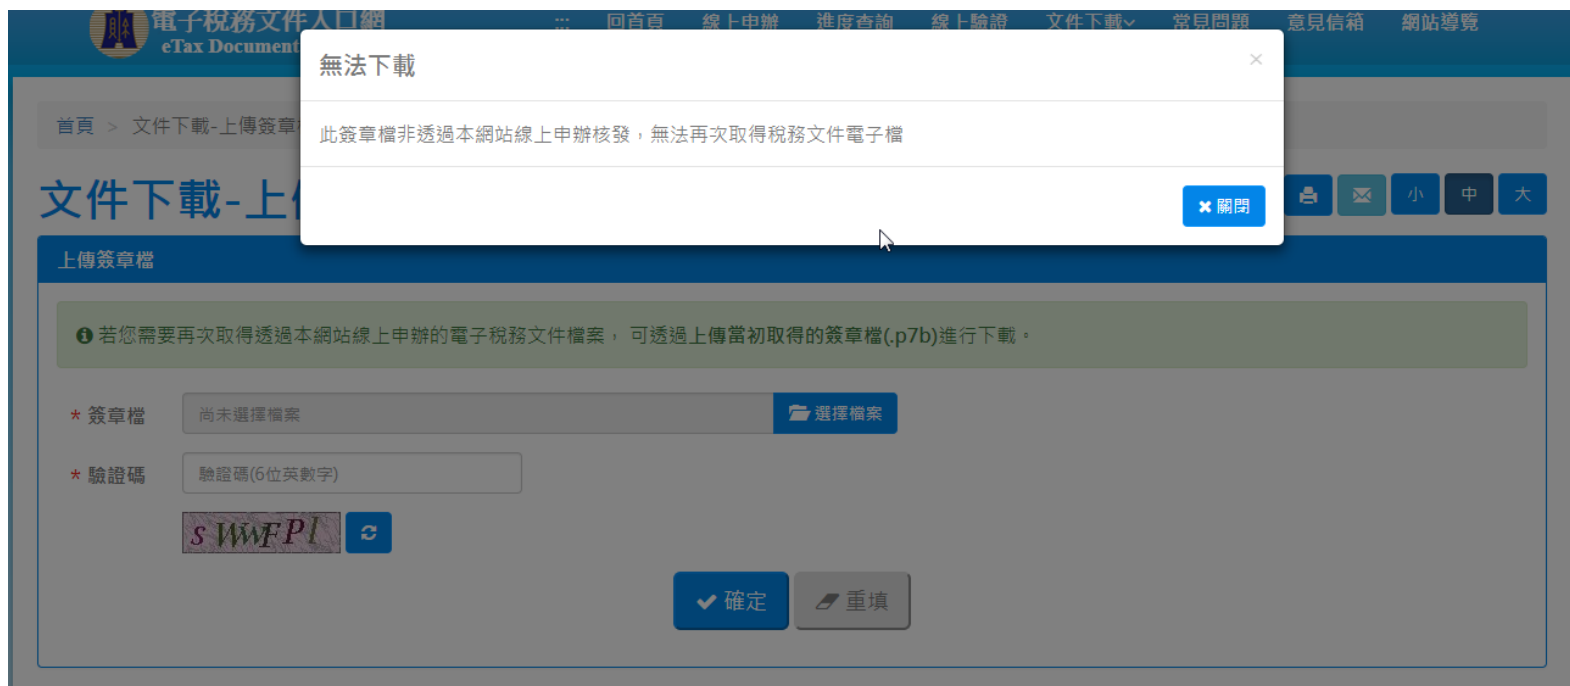 電子稅務文件入口網
eTax Document
:::
回首頁
線上申辦
進度查詢
線上驗證
文件下載
常見問題
意見信箱
網站導覽
無法下載
×
首頁 > 文件下載-上傳簽章
此簽章檔非透過本網站線上申辦核發，無法再次取得稅務文件電子檔
文件下載-上傳
關閉
小
中
大
上傳簽章檔
若您需要再次取得透過本網站線上申辦的電子稅務文件檔案， 可透過上傳當初取得的簽章檔(.p7b)進行下載。
* 簽章檔
尚未選擇檔案
選擇檔案
* 驗證碼
驗證碼(6位英數字)
s WWFPl
確定
重填